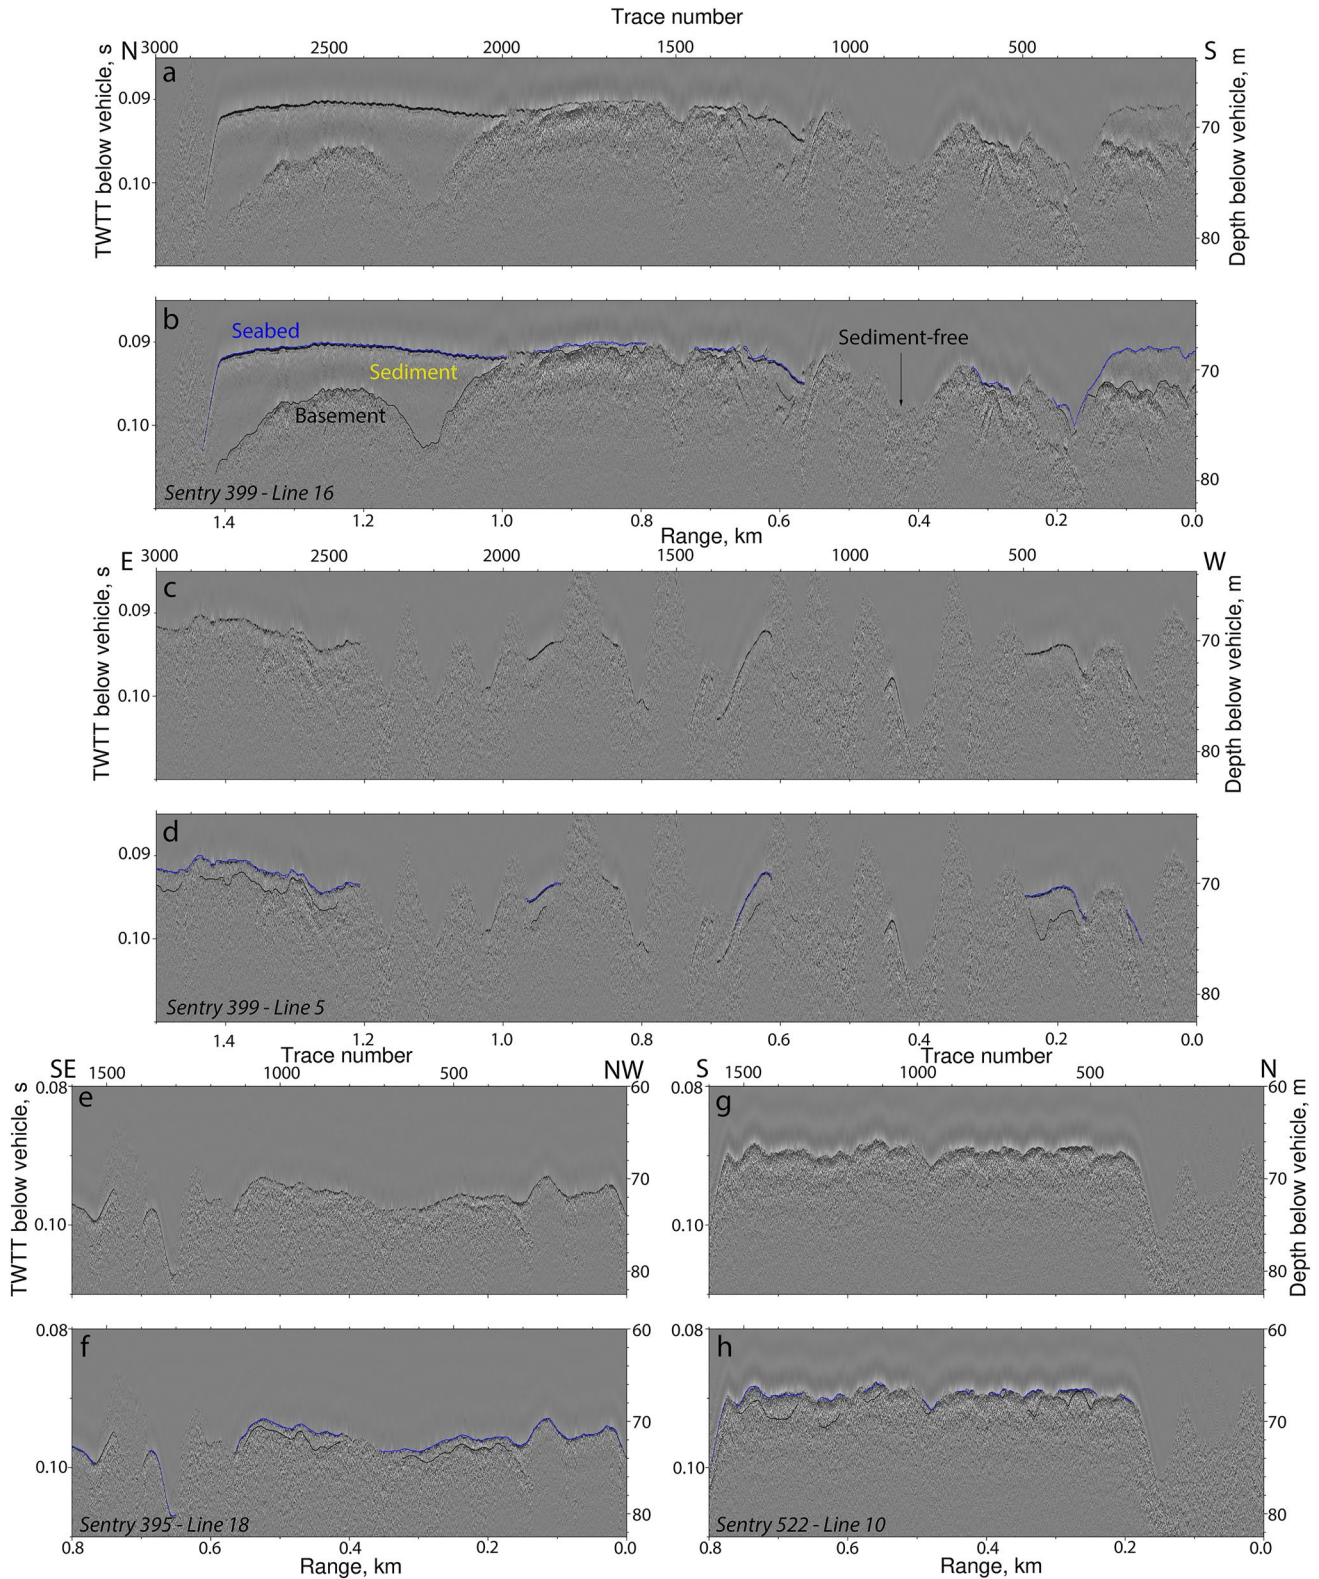 Trace number
N 3000 2500 2000 1500 1000 500 S
a
TWTT below vehicle, s
0.09
0.10
70
80
Depth below vehicle, m
b
Seabed
Sediment
Basement
Sediment-free
0.09
0.10
70
80
Sentry 399 - Line 16
1.4 1.2 1.0 0.8 0.6 0.4 0.2 0.0
Range, km
E 3000 2500 2000 1500 1000 500 W
c
TWTT below vehicle, s
0.09
0.10
70
80
Depth below vehicle, m
d
0.09
0.10
70
80
Sentry 399 - Line 5
1.4 1.2 1.0 0.8 0.6 0.4 0.2 0.0
Trace number Trace number
SE 1500 1000 500 NW
S 1500 1000 500 N
e
TWTT below vehicle, s
0.08
0.10
60
70
80
g
0.08
0.10
60
70
80
Depth below vehicle, m
f
0.08
0.10
60
70
80
Sentry 395 - Line 18
0.8 0.6 0.4 0.2 0.0
Range, km
h
0.08
0.10
60
70
80
Sentry 522 - Line 10
0.8 0.6 0.4 0.2 0.0
Range, km